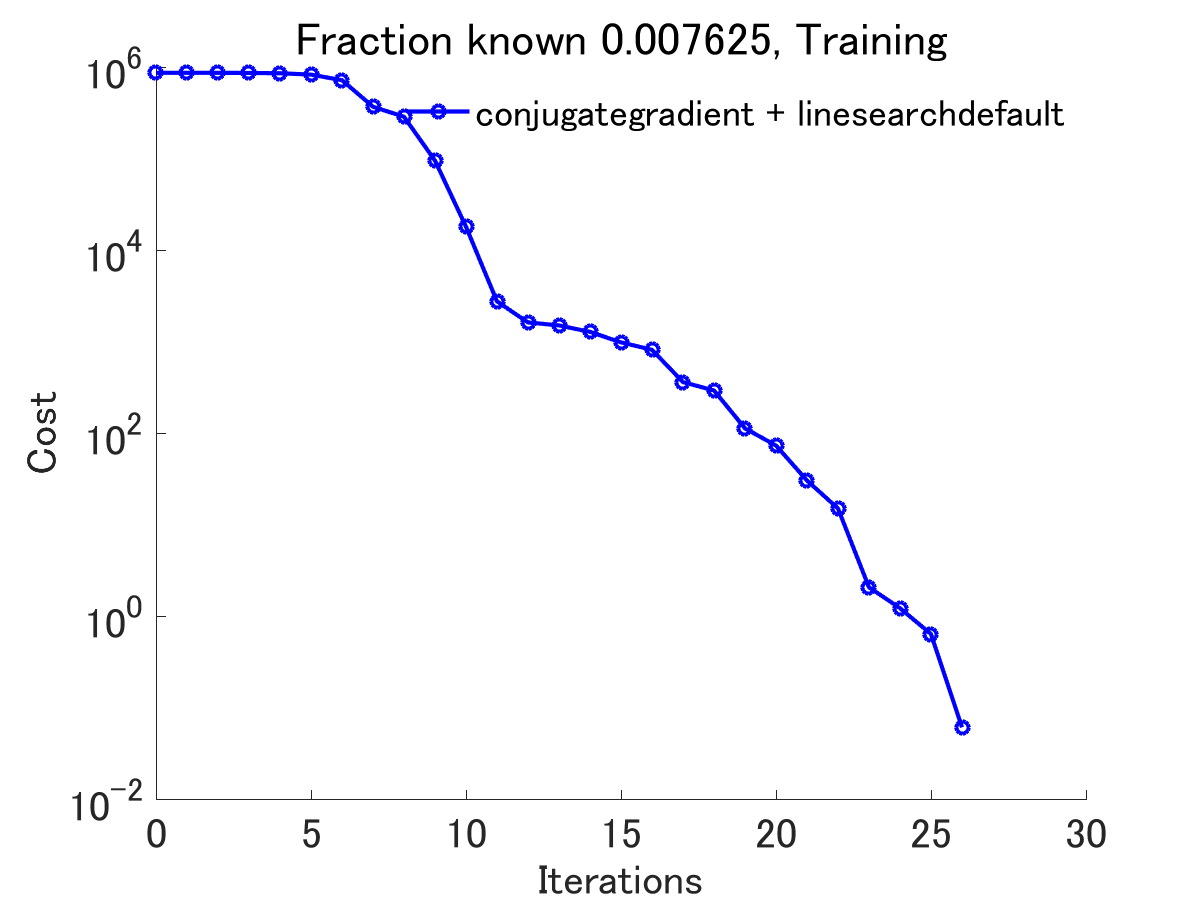 Fraction known 0.007625, Training
conjugategradient + linesearchdefault
10^6
10^4
10^2
10^0
10^-2
Cost
0 5 10 15 20 25 30
Iterations